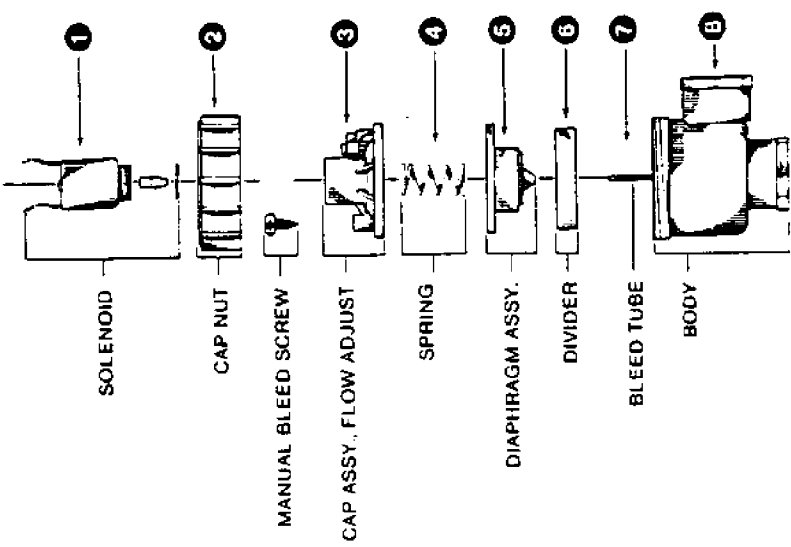 1
2
3
4
5
6
7
8
SOLENOID
CAP NUT
MANUAL BLEED SCREW
CAP ASSY., FLOW ADJUST
SPRING
DIAPHRAGM ASSY.
DIVIDER
BLEED TUBE
BODY